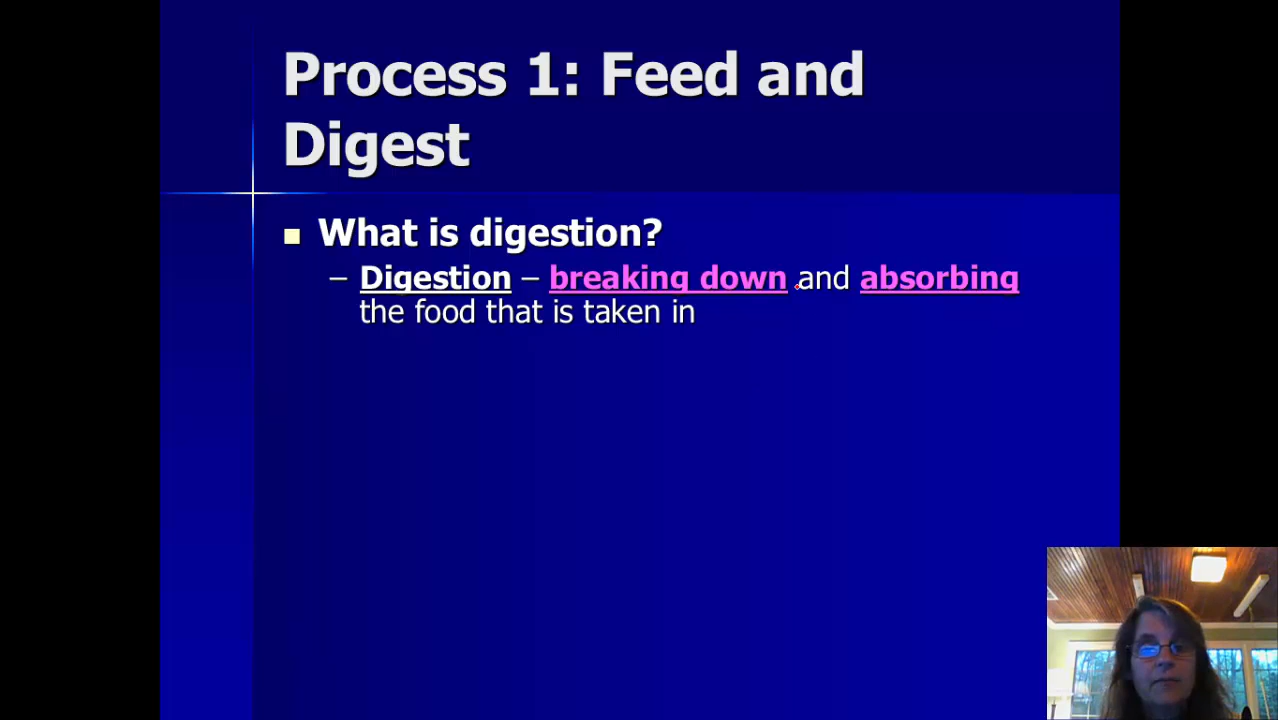 Process 1: Feed and
Digest
■ What is digestion?
– Digestion – breaking down and absorbing
the food that is taken in